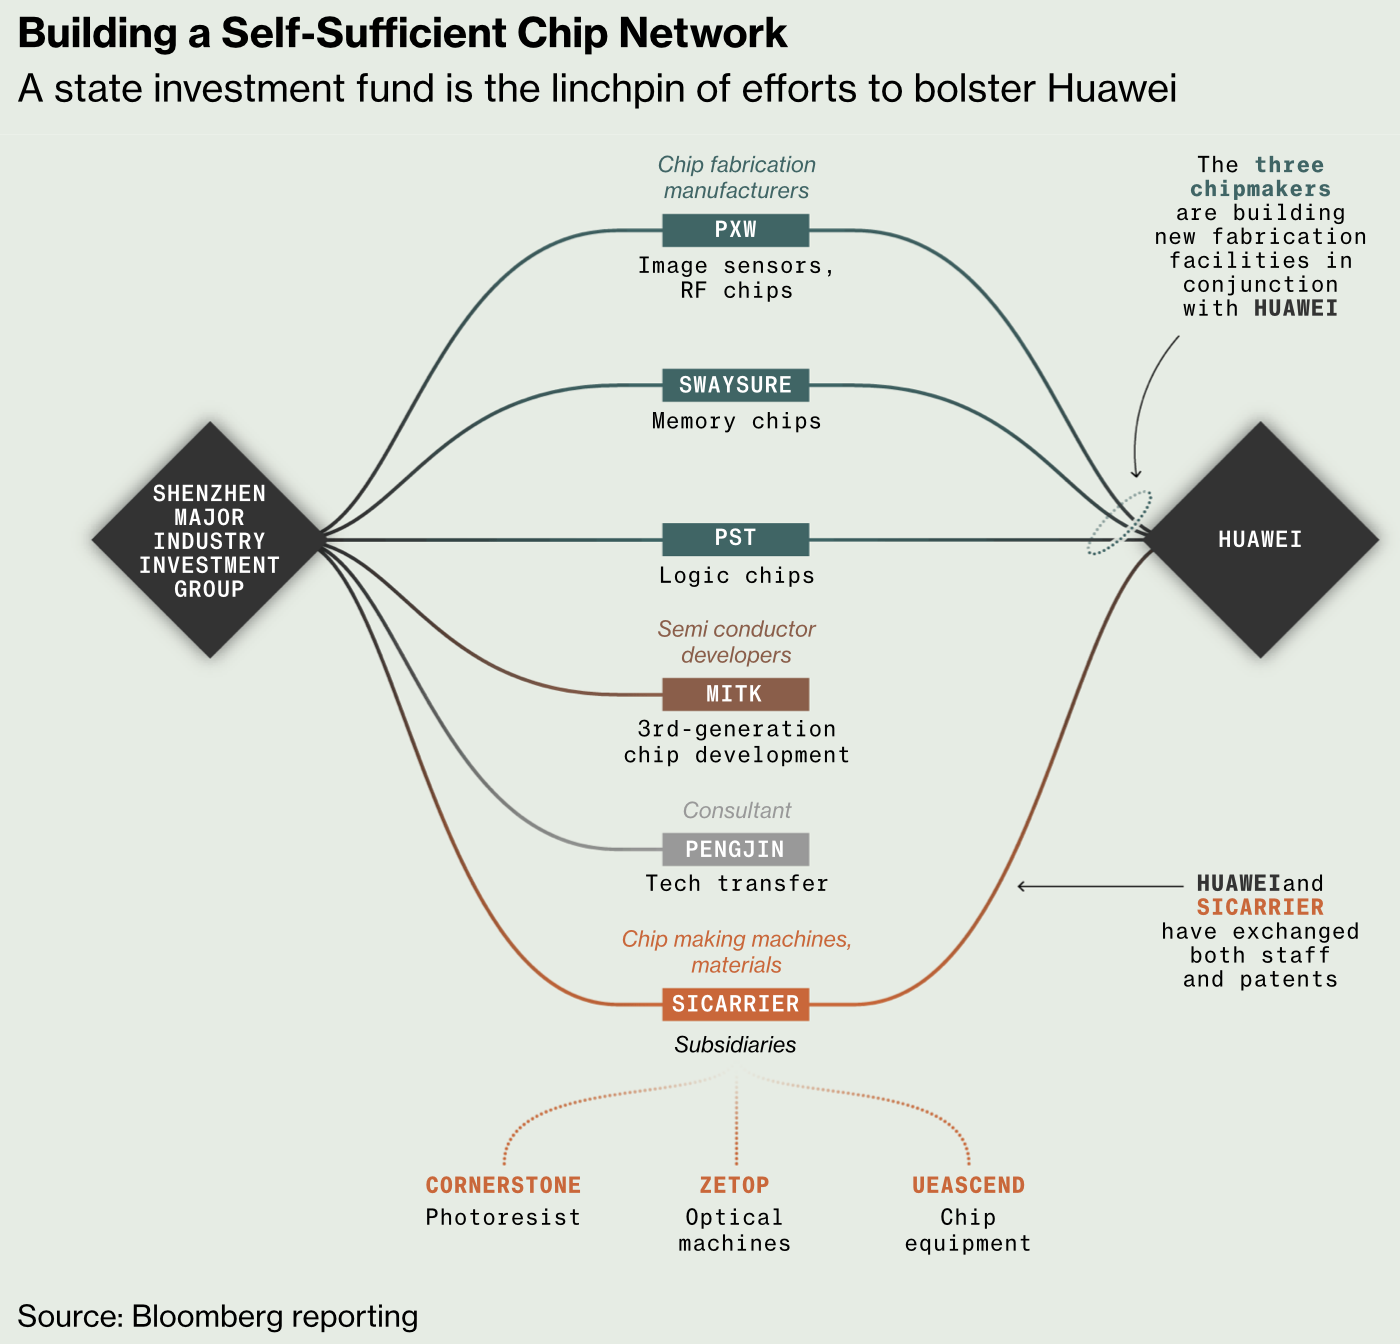 Building a Self-Sufficient Chip Network
A state investment fund is the linchpin of efforts to bolster Huawei
Chip fabrication
manufacturers
PXW
Image sensors,
RF chips
The three
chipmakers
are building
new fabrication
facilities in
conjunction
with HUAWEI
SWAYSURE
Memory chips
SHENZHEN
MAJOR
INDUSTRY
INVESTMENT
GROUP
PST
Logic chips
HUAWEI
Semi conductor
developers
MITK
3rd-generation
chip development
Consultant
PENGJIN
Tech transfer
HUAWEIand
SICARRIER
have exchanged
both staff
and patents
Chip making machines,
materials
SICARRIER
Subsidiaries
CORNERSTONE
Photoresist
ZETOP
Optical
machines
UEASCEND
Chip
equipment
Source: Bloomberg reporting